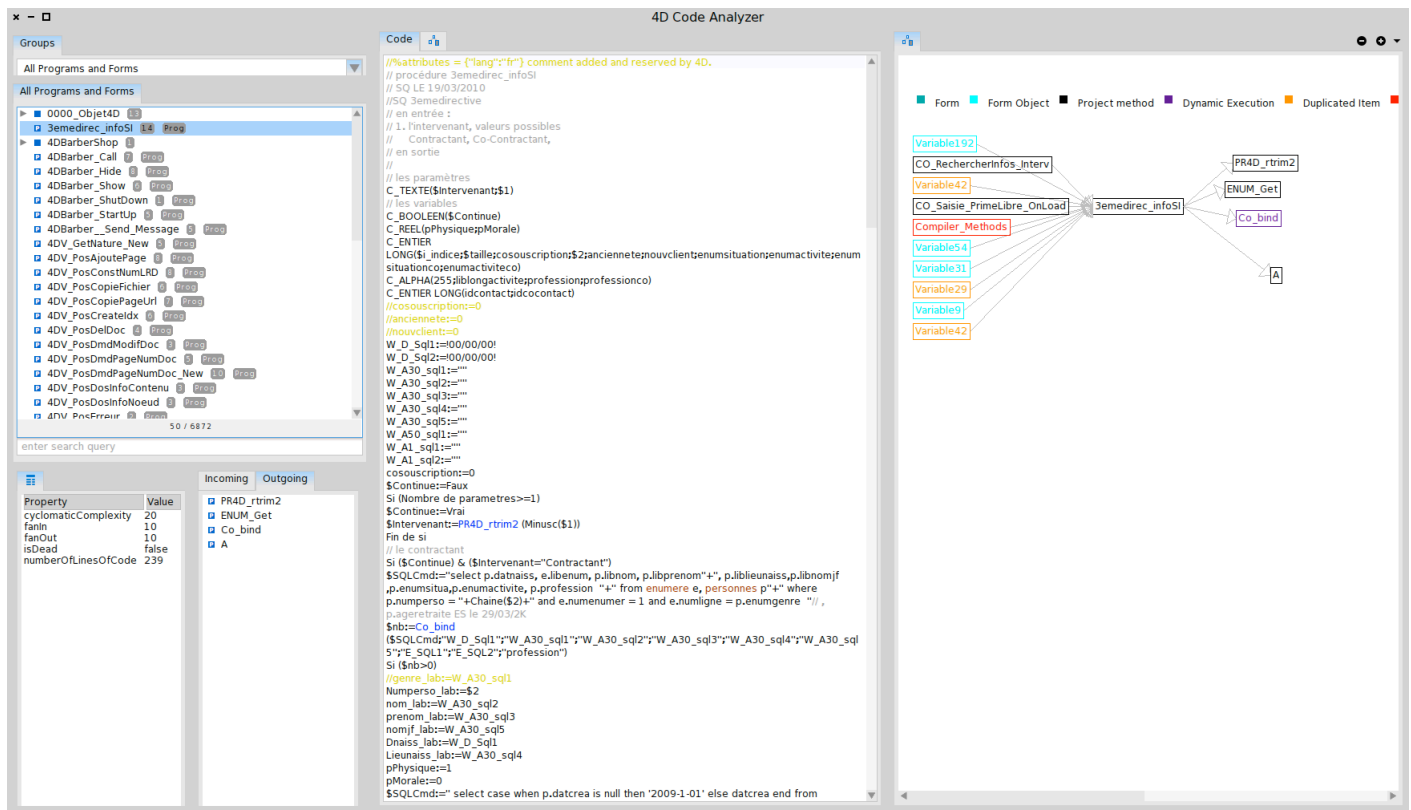 4D Code Analyzer
Groups
All Programs and Forms
All Programs and Forms
0000_Objet4D 13
3emedirec_infoSI 14 Prog
4DBarberShop 1
4DBarber_Call 7 Prog
4DBarber_Hide 8 Prog
4DBarber_Show 6 Prog
4DBarber_ShutDown 1 Prog
4DBarber_StartUp 5 Prog
4DBarber__Send_Message 5 Prog
4DV_GetNature_New 5 Prog
4DV_PosAjoutePage 8 Prog
4DV_PosConstNumLRD 8 Prog
4DV_PosCopieFichier 6 Prog
4DV_PosCopiePageUrl 7 Prog
4DV_PosCreateIdx 6 Prog
4DV_PosDelDoc 4 Prog
4DV_PosDmdModifDoc 3 Prog
4DV_PosDmdPageNumDoc 5 Prog
4DV_PosDmdPageNumDoc_New 10 Prog
4DV_PosDosInfoContenu 3 Prog
4DV_PosDosInfoNoeud 3 Prog
4DV_PosErreur 2 Prog
50 / 6872
enter search query
Property Value
cyclomaticComplexity 20
fanIn 10
fanOut 10
isDead false
numberOfLinesOfCode 239
Incoming Outgoing
PR4D_rtrim2
ENUM_Get
Co_bind
A
Code
//%attributes = {"lang":"fr"} comment added and reserved by 4D.
// procédure 3emedirec_infoSI
// SQ LE 19/03/2010
//SQ 3emedirective
// en entrée :
// 1. l'intervenant, valeurs possibles
// Contractant, Co-Contractant,
// en sortie
//
// les paramètres
C_TEXTE($Intervenant;$1)
// les variables
C_BOOLEEN($Continue)
C_REEL(pPhysique;pMorale)
C_ENTIER
LONG($i_indice;$taille;cosouscription;$2;anciennete;nouvclient;enumsituation;enumactivite;enum
situationco;enumactiviteco)
C_ALPHA(255;liblongactivite;profession;professionco)
C_ENTIER LONG(idcontact;idcocontact)
//cosouscription:=0
//anciennete:=0
//nouvclient:=0
W_D_Sql1:=!00/00/00!
W_D_Sql2:=!00/00/00!
W_A30_sql1:=""
W_A30_sql2:=""
W_A30_sql3:=""
W_A30_sql4:=""
W_A30_sql5:=""
W_A50_sql1:=""
W_A1_sql1:=""
W_A1_sql2:=""
cosouscription:=0
$Continue:=Faux
Si (Nombre de parametres>=1)
$Continue:=Vrai
$Intervenant:=PR4D_rtrim2 (Minusc($1))
Fin de si
// le contractant
Si ($Continue) & ($Intervenant="Contractant")
$SQLCmd:="select p.datnaiss, e.libenum, p.libnom, p.libprenom"+", p.liblieunaiss,p.libnomjf
,p.enumsitua,p.enumactivite, p.profession "+" from enumere e, personnes p"+" where
p.numperso = "+Chaine($2)+" and e.numenumer = 1 and e.numligne = p.enumgenre "// ,
p.ageretraite ES le 29/03/2K
$nb:=Co_bind
($SQLCmd;"W_D_Sql1";"W_A30_sql1";"W_A30_sql2";"W_A30_sql3";"W_A30_sql4";"W_A30_sql
5";"E_SQL1";"E_SQL2";"profession")
Si ($nb>0)
//genre_lab:=W_A30_sql1
Numperso_lab:=$2
nom_lab:=W_A30_sql2
prenom_lab:=W_A30_sql3
nomjf_lab:=W_A30_sql5
Dnaiss_lab:=W_D_Sql1
Lieunaiss_lab:=W_A30_sql4
pPhysique:=1
pMorale:=0
$SQLCmd:=" select case when p.datcrea is null then '2009-1-01' else datcrea end from
Form Form Object Project method Dynamic Execution Duplicated Item
Variable192
CO_RechercherInfos_Interv
Variable42
CO_Saisie_PrimeLibre_OnLoad
Compiler_Methods
Variable54
Variable31
Variable29
Variable9
Variable42
3emedirec_infoSI
PR4D_rtrim2
ENUM_Get
Co_bind
A